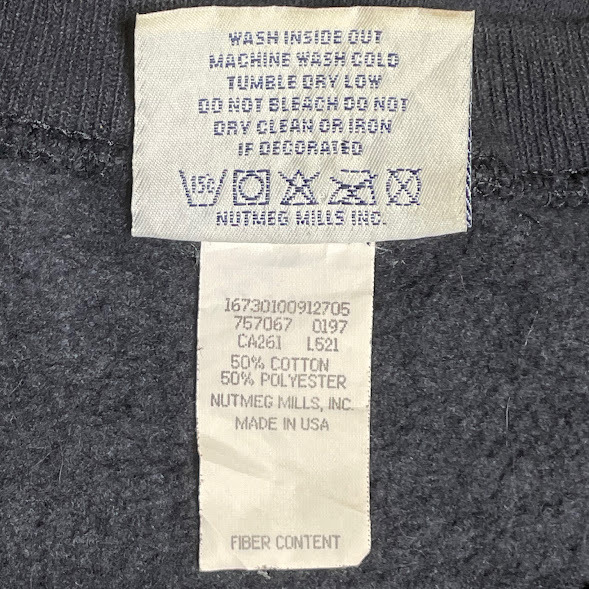 WASH INSIDE OUT
MACHINE WASH COLD
TUMBLE DRY LOW
DO NOT BLEACH DO NOT
DRY CLEAN OR IRON
IF DECORATED
15C
NUTMEG MILLS INC.
16730100912705
757067 0197
CA261 L521
50% COTTON
50% POLYESTER
NUTMEG MILLS, INC.
MADE IN USA
FIBER CONTENT